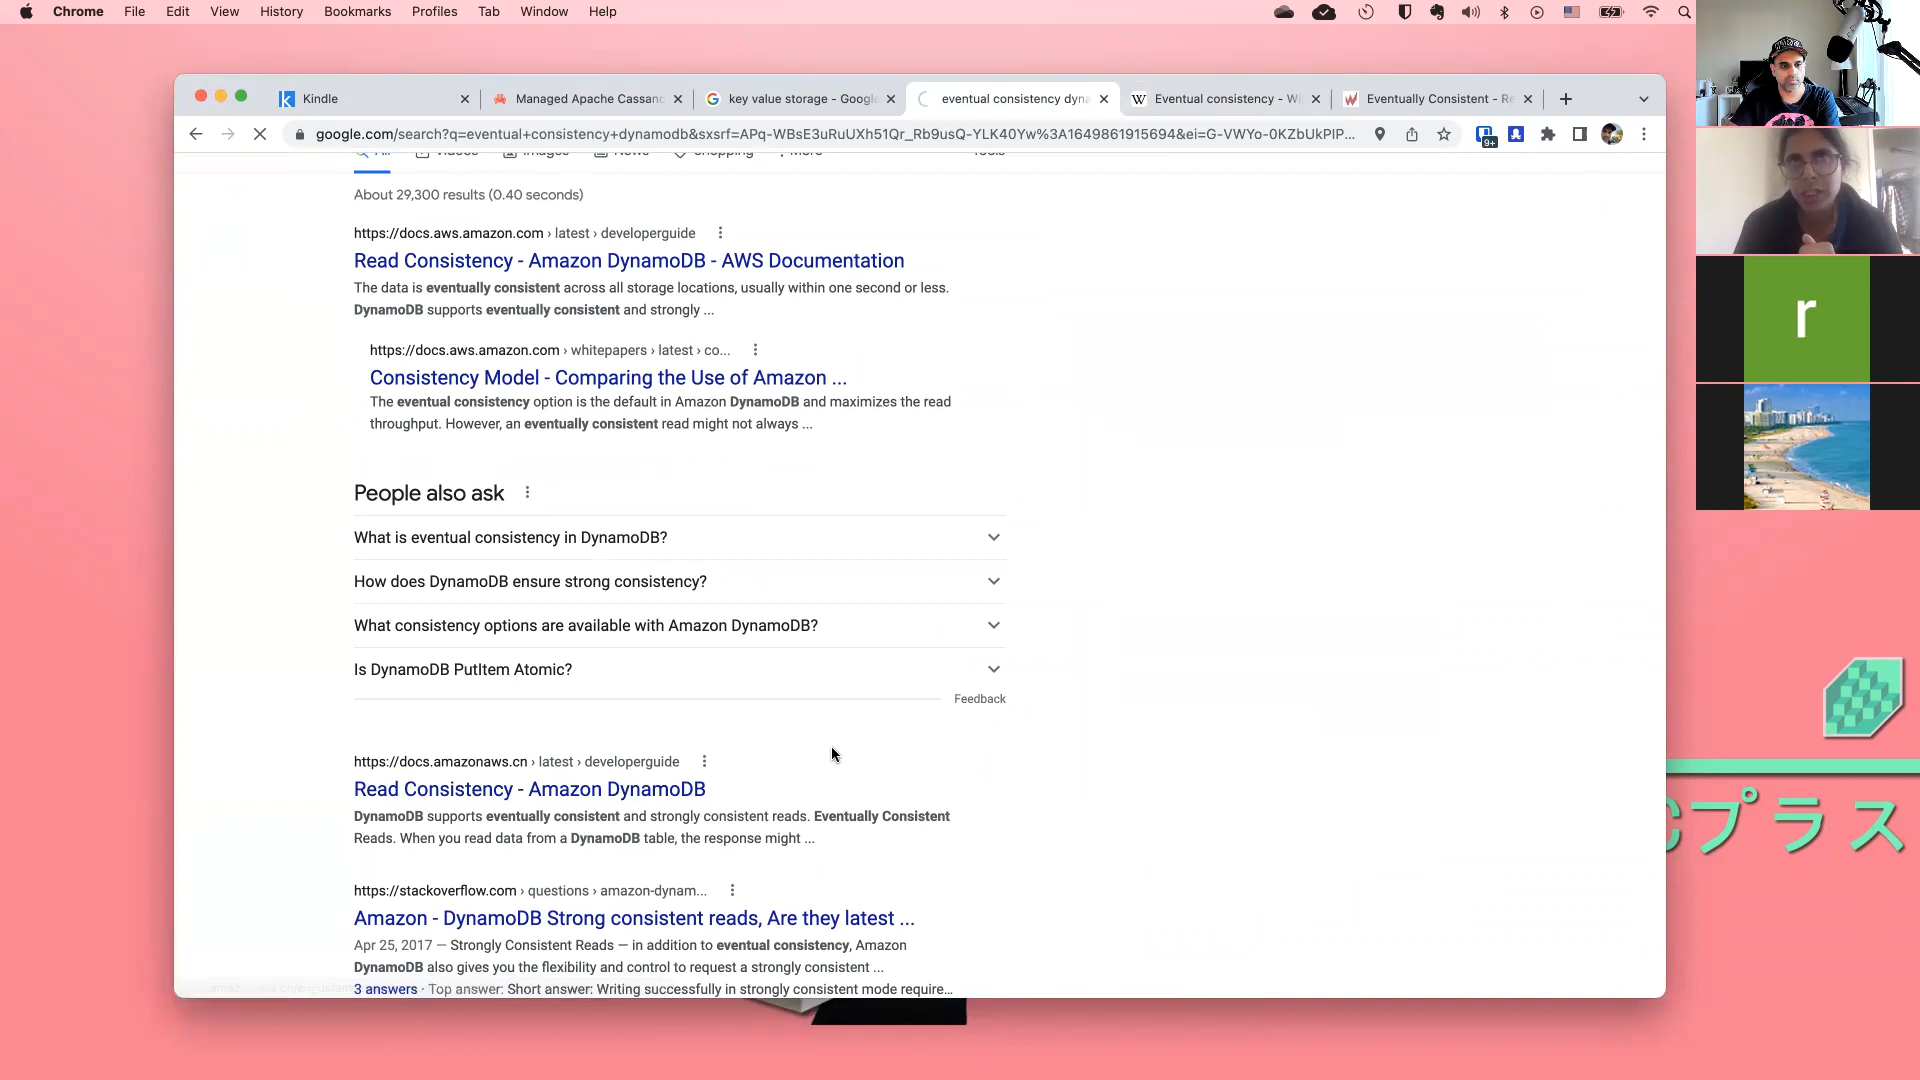 Chrome File Edit View History Bookmarks Profiles Tab Window Help
Kindle
Managed Apache Cassand
key value storage - Google
eventual consistency dyna
Eventual consistency - Wi
Eventually Consistent - Re
google.com/search?q=eventual+consistency+dynamodb&sxsrf=APq-WBsE3uRuUXh51Qr_Rb9usQ-YLK40Yw%3A1649861915694&ei=G-VWYo-0KZbUkPIP...
9+
All Videos Images News Shopping More Tools
About 29,300 results (0.40 seconds)
https://docs.aws.amazon.com › latest › developerguide
Read Consistency - Amazon DynamoDB - AWS Documentation
The data is eventually consistent across all storage locations, usually within one second or less.
DynamoDB supports eventually consistent and strongly ...
https://docs.aws.amazon.com › whitepapers › latest › co...
Consistency Model - Comparing the Use of Amazon ...
The eventual consistency option is the default in Amazon DynamoDB and maximizes the read
throughput. However, an eventually consistent read might not always ...
People also ask
What is eventual consistency in DynamoDB?
How does DynamoDB ensure strong consistency?
What consistency options are available with Amazon DynamoDB?
Is DynamoDB PutItem Atomic?
Feedback
https://docs.amazonaws.cn › latest › developerguide
Read Consistency - Amazon DynamoDB
DynamoDB supports eventually consistent and strongly consistent reads. Eventually Consistent
Reads. When you read data from a DynamoDB table, the response might ...
https://stackoverflow.com › questions › amazon-dynam...
Amazon - DynamoDB Strong consistent reads, Are they latest ...
Apr 25, 2017 — Strongly Consistent Reads — in addition to eventual consistency, Amazon
DynamoDB also gives you the flexibility and control to request a strongly consistent ...
3 answers · Top answer: Short answer: Writing successfully in strongly consistent mode require...
r
Cプラス